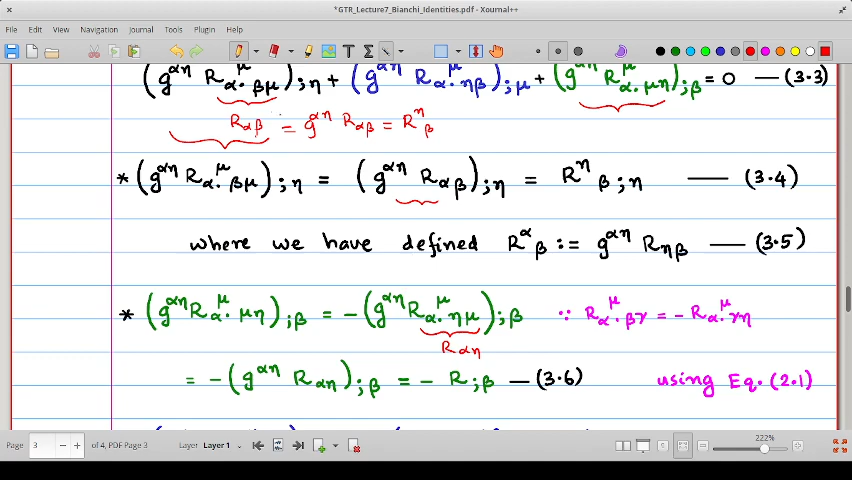 *GTR_Lecture7_Bianchi_Identities.pdf - Xournal++
File Edit View Navigation Journal Tools Plugin Help
(g^{αη} R_{α·βμ}^{μ})_{;η} + (g^{αη} R_{α·ηβ}^{μ})_{;μ} + (g^{αη} R_{α·μη}^{μ})_{;β} = 0 — (3.3)
R_{αβ} = g^{αη} R_{αβ} = R^{η}_{β}
* (g^{αη} R_{α·βμ}^{μ})_{;η} = (g^{αη} R_{αβ})_{;η} = R^{η}_{β;η} — (3.4)
where we have defined R^{α}_{β} := g^{αη} R_{ηβ} — (3.5)
* (g^{αη} R_{α·μη}^{μ})_{;β} = -(g^{αη} R_{α·ημ}^{μ})_{;β} ∵ R_{α·βγ}^{μ} = - R_{α·γη}^{μ}
R_{αη}
= -(g^{αη} R_{αη})_{;β} = - R_{;β} — (3.6) using Eq. (2.1)
Page 3 of 4, PDF Page 3 Layer Layer 1 222%